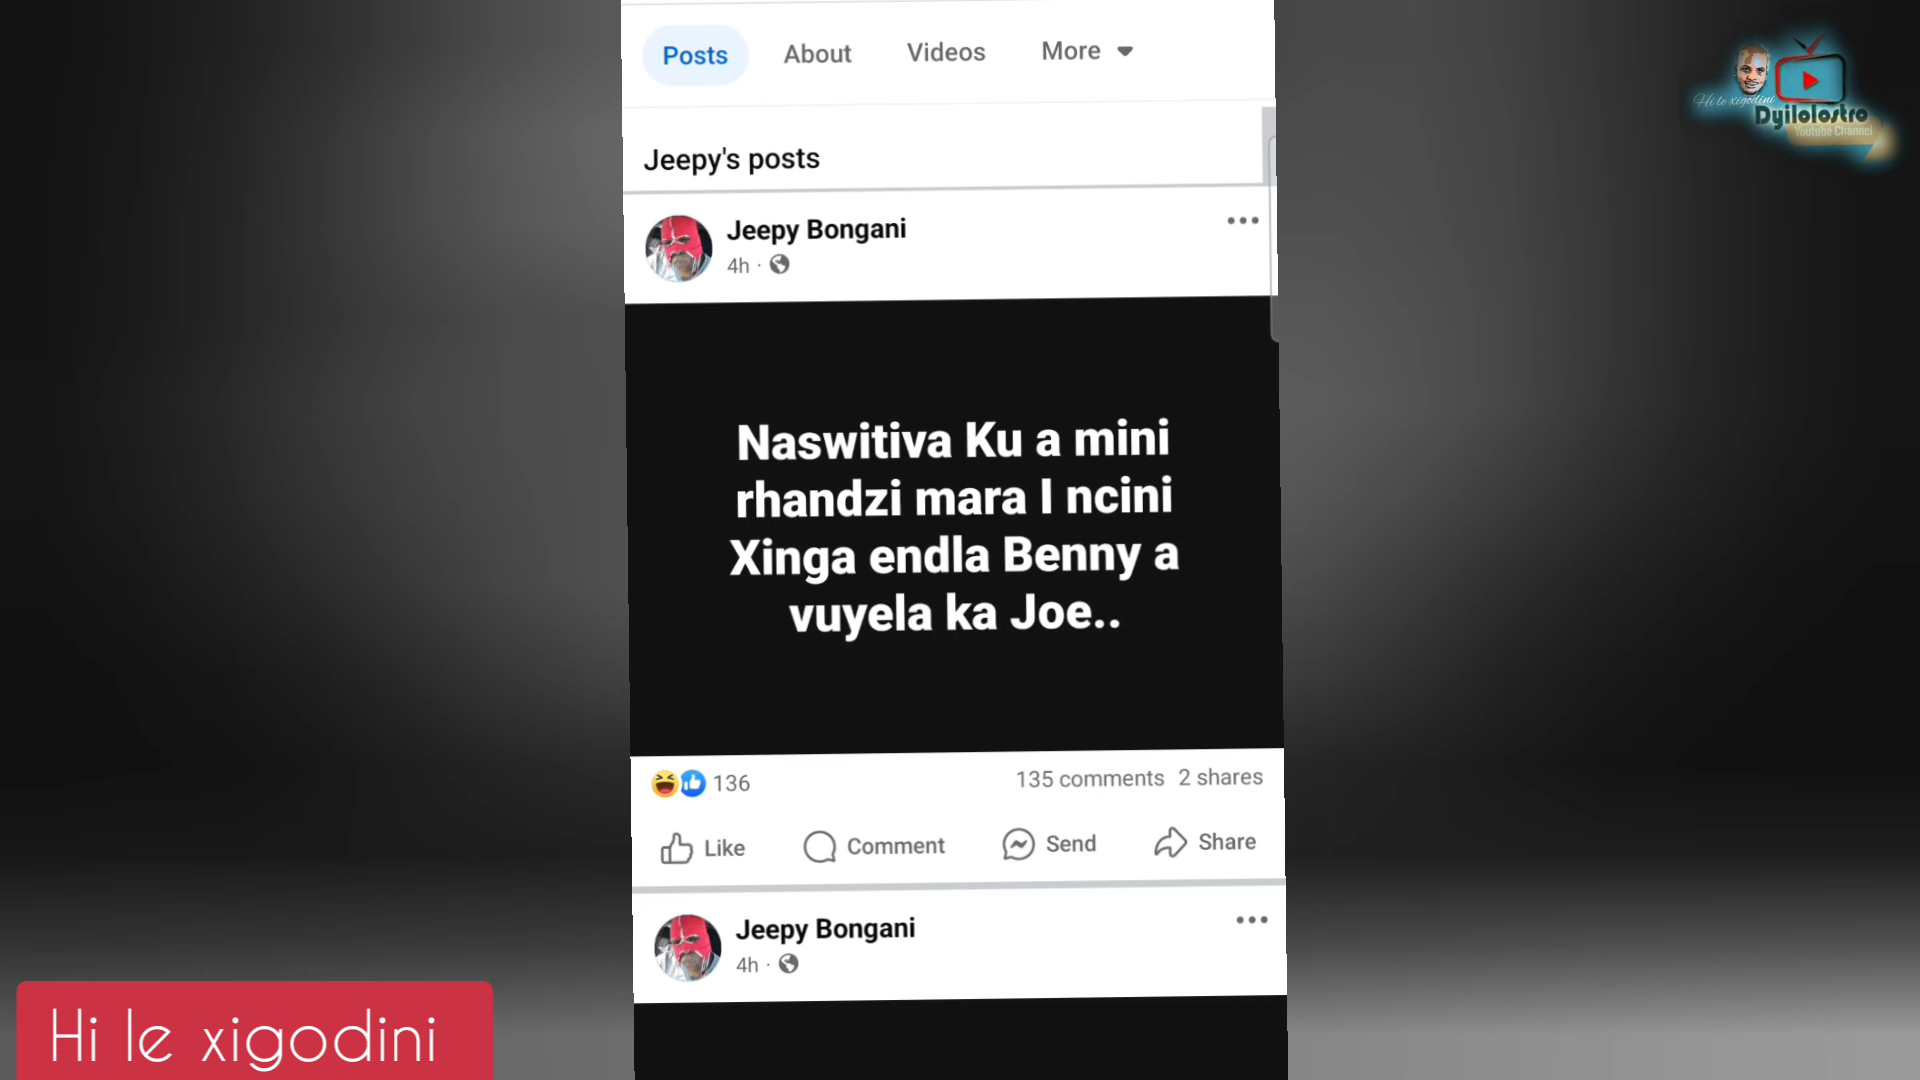 Posts About Videos More
Hi le xigodini
Dyilolostro
Youtube Channel
Jeepy's posts
Jeepy Bongani
4h ·
Naswitiva Ku a mini
rhandzi mara I ncini
Xinga endla Benny a
vuyela ka Joe..
136 135 comments 2 shares
Like Comment Send Share
Jeepy Bongani
4h ·
Hi le xigodini